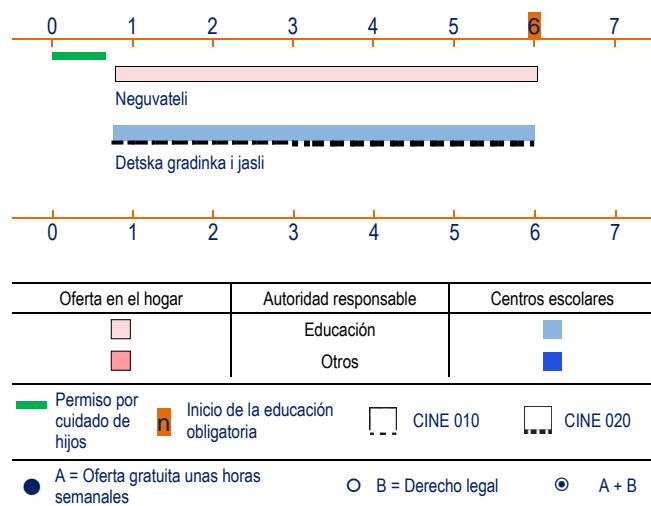 0 1 2 3 4 5 6 7
Neguvateli
Detska gradinka i jasli
0 1 2 3 4 5 6 7
Oferta en el hogar Autoridad responsable Centros escolares
Educación
Otros
Permiso por
cuidado de
hijos
n Inicio de la educación
obligatoria
CINE 010
CINE 020
A = Oferta gratuita unas horas
semanales
B = Derecho legal
A + B